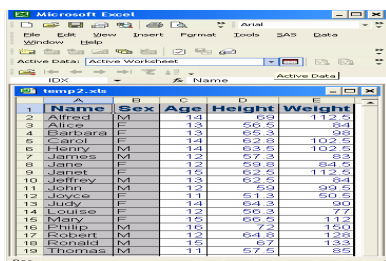 Microsoft Excel
Arial
File Edit View Insert Format Tools SAS Data
Window Help
Active Data: Active Worksheet
Active Data
IDX fx Name
temp2.xls
A B C D E
1 Name Sex Age Height Weight
2 Alfred M 14 69 112.5
3 Alice F 13 56.5 84
4 Barbara F 13 65.3 98
5 Carol F 14 62.8 102.5
6 Henry M 14 63.5 102.5
7 James M 12 57.3 83
8 Jane F 12 59.8 84.5
9 Janet F 15 62.5 112.5
10 Jeffrey M 13 62.5 84
11 John M 12 59 99.5
12 Joyce F 11 51.3 50.5
13 Judy F 14 64.3 90
14 Louise F 12 56.3 77
15 Mary F 15 66.5 112
16 Philip M 16 72 150
17 Robert M 12 64.8 128
18 Ronald M 15 67 133
19 Thomas M 11 57.5 85